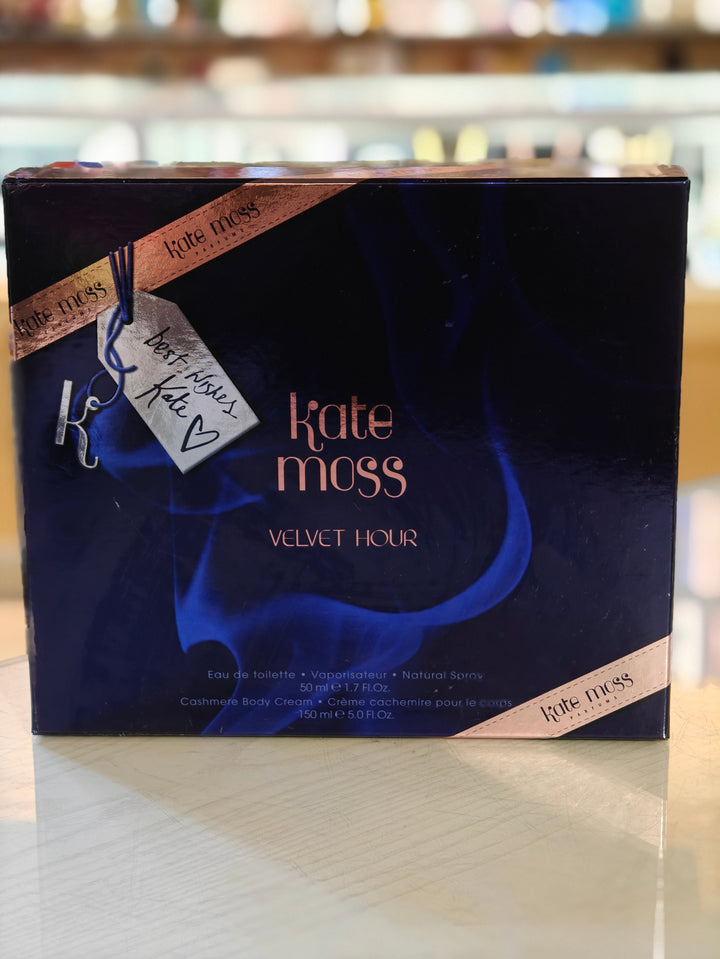 kate moss
PARFUMS
kate moss
best wishes
Kate ♡
K
kate
moss
VELVET HOUR
Eau de toilette • Vaporisateur • Natural Spray
50 ml e 1.7 Fl.Oz.
Cashmere Body Cream • Crème cachemire pour le corps
150 ml e 5.0 Fl.Oz.
kate moss
PARFUMS